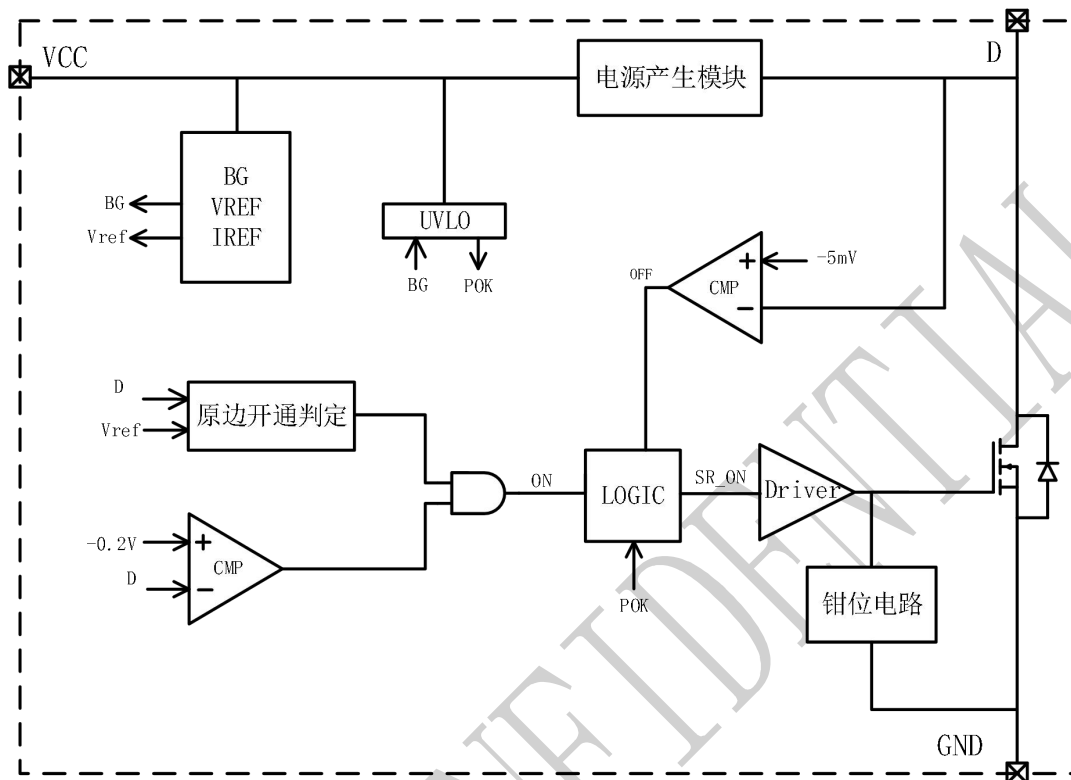 VCC
D
电源产生模块
BG
VREF
IREF
BG
Vref
UVLO
BG
POK
+
-5mV
OFF
CMP
−
D
Vref
原边开通判定
ON
LOGIC
SR_ON
Driver
-0.2V
+
CMP
D
−
POK
钳位电路
GND
CONFIDENTIAL